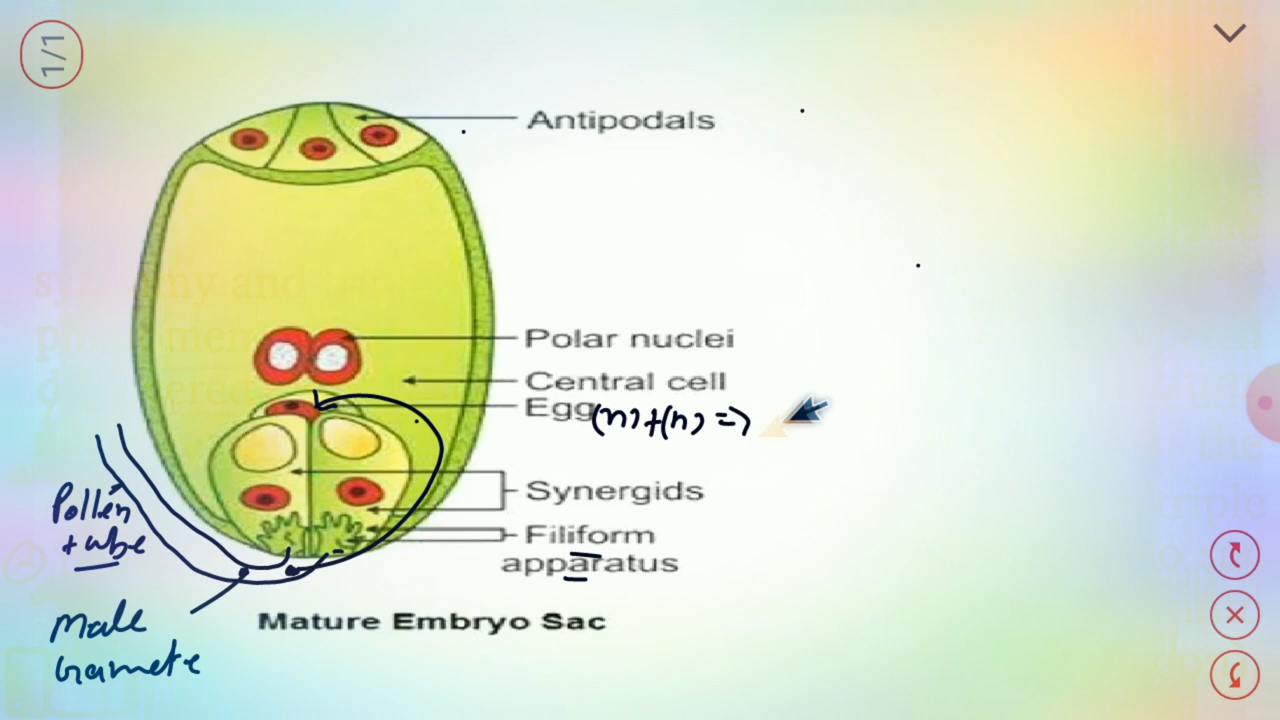 1/1
Antipodals
Polar nuclei
Central cell
Egg (n)+(n) =>
Synergids
Filiform
apparatus
Pollen
tube
Male
Gamete
Mature Embryo Sac